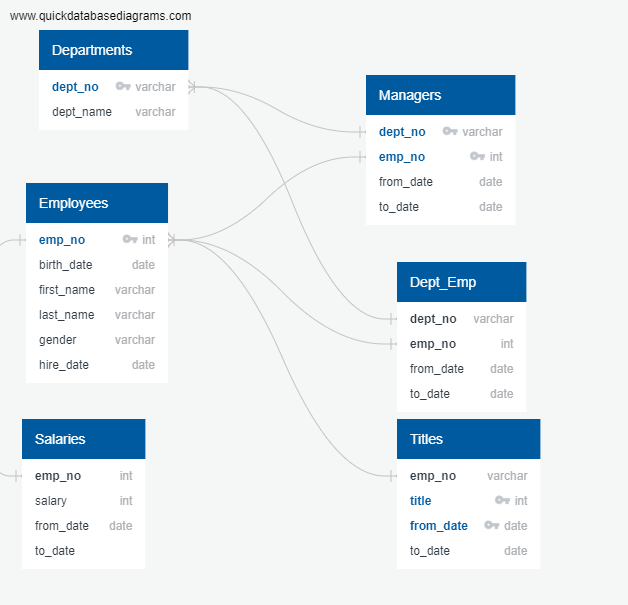 www.quickdatabasediagrams.com
Departments
dept_no varchar
dept_name varchar
Managers
dept_no varchar
emp_no int
from_date date
to_date date
Employees
emp_no int
birth_date date
first_name varchar
last_name varchar
gender varchar
hire_date date
Dept_Emp
dept_no varchar
emp_no int
from_date date
to_date date
Salaries
emp_no int
salary int
from_date date
to_date
Titles
emp_no varchar
title int
from_date date
to_date date